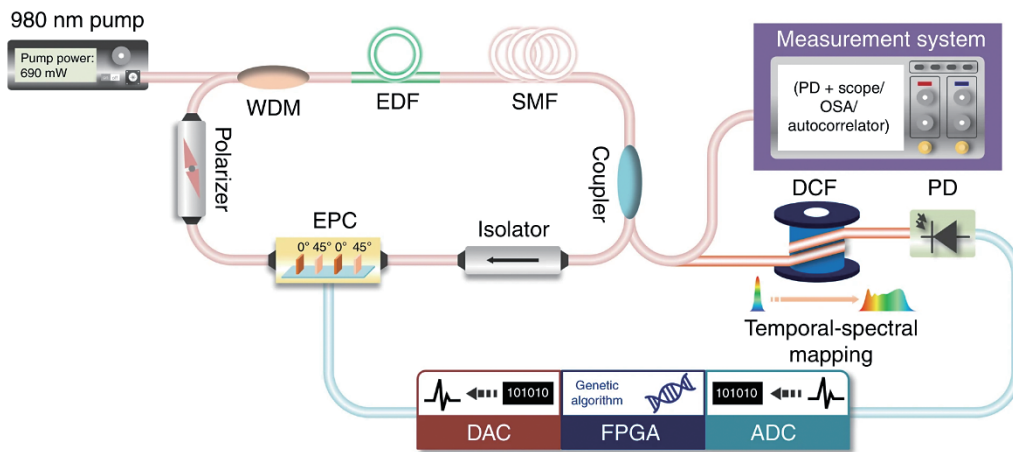 980 nm pump
Pump power:
690 mW
WDM
EDF
SMF
Measurement system
(PD + scope/
OSA/
autocorrelator)
Polarizer
Coupler
EPC
0° 45° 0° 45°
Isolator
DCF
PD
Temporal-spectral
mapping
101010
Genetic
algorithm
101010
DAC
FPGA
ADC